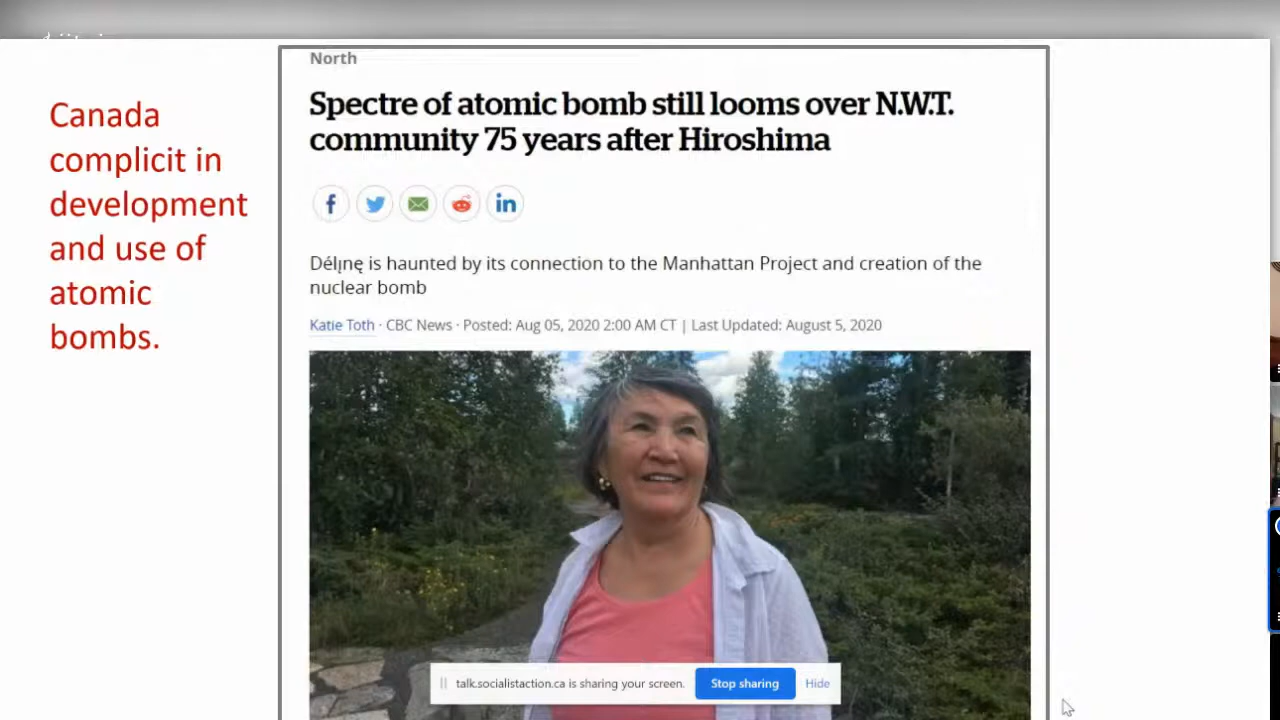 Canada
complicit in
development
and use of
atomic
bombs.
North
Spectre of atomic bomb still looms over N.W.T.
community 75 years after Hiroshima
Délı̨nę is haunted by its connection to the Manhattan Project and creation of the
nuclear bomb
Katie Toth · CBC News · Posted: Aug 05, 2020 2:00 AM CT | Last Updated: August 5, 2020
talk.socialistaction.ca is sharing your screen. Stop sharing Hide